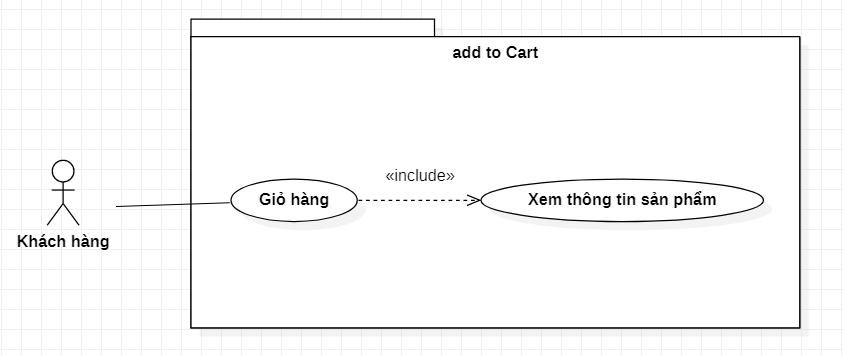 add to Cart
«include»
Giỏ hàng
Xem thông tin sản phẩm
Khách hàng